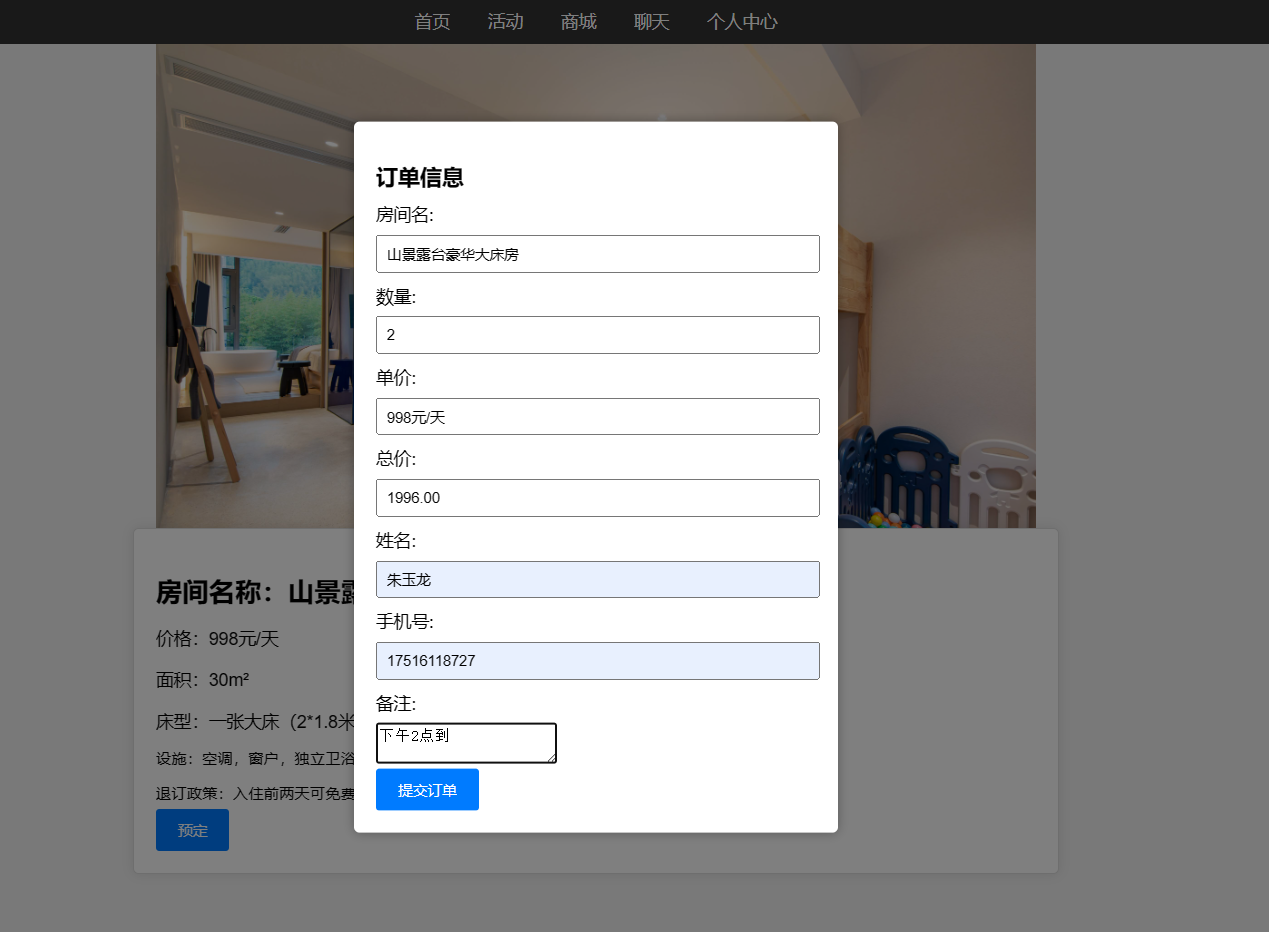 首页 活动 商城 聊天 个人中心
订单信息
房间名:
山景露台豪华大床房
数量:
2
单价:
998元/天
总价:
1996.00
姓名:
朱玉龙
手机号:
17516118727
备注:
下午2点到
提交订单
房间名称：山景露
价格：998元/天
面积：30m²
床型：一张大床（2*1.8米
设施：空调，窗户，独立卫浴
退订政策：入住前两天可免费
预定